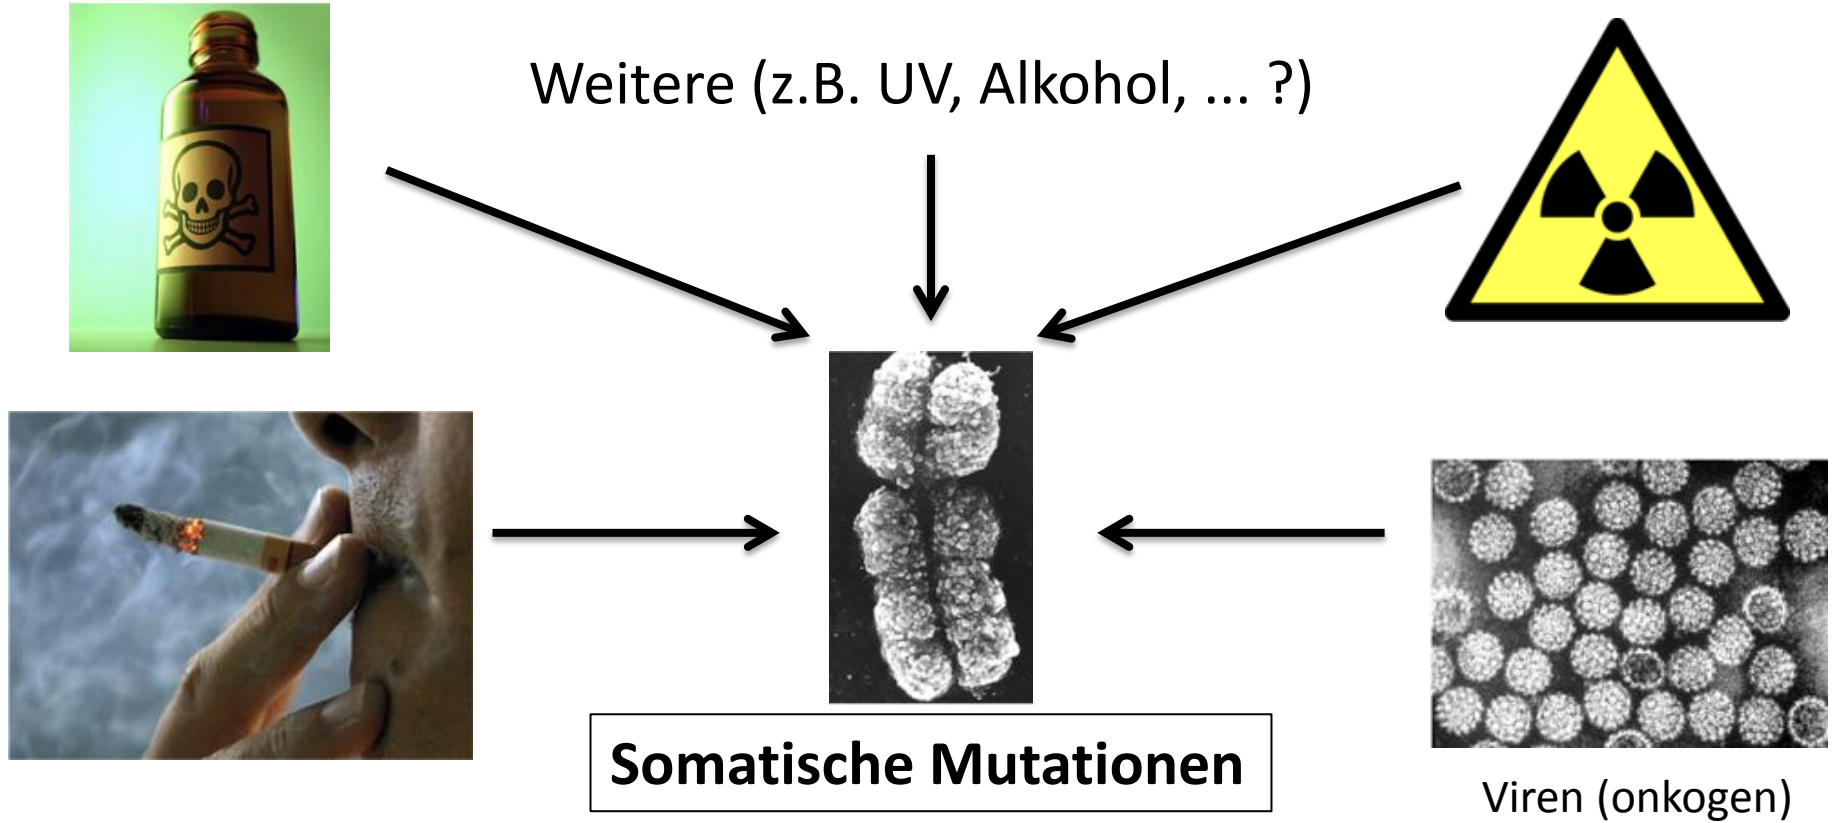 Weitere (z.B. UV, Alkohol, ... ?)
Somatische Mutationen
Viren (onkogen)